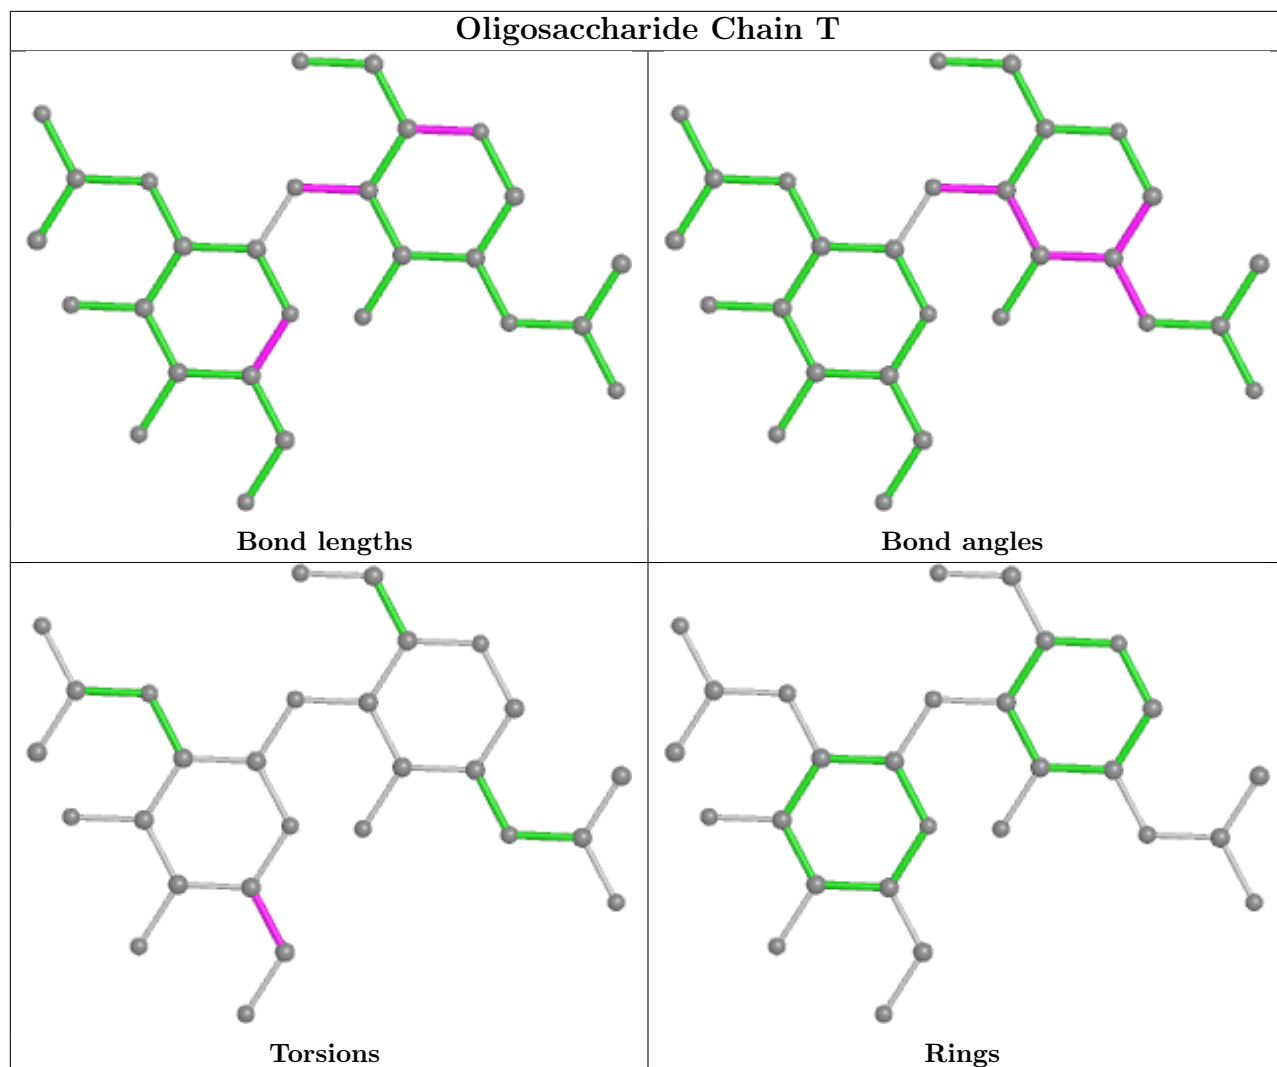 Oligosaccharide Chain T
Bond lengths
Bond angles
Torsions
Rings